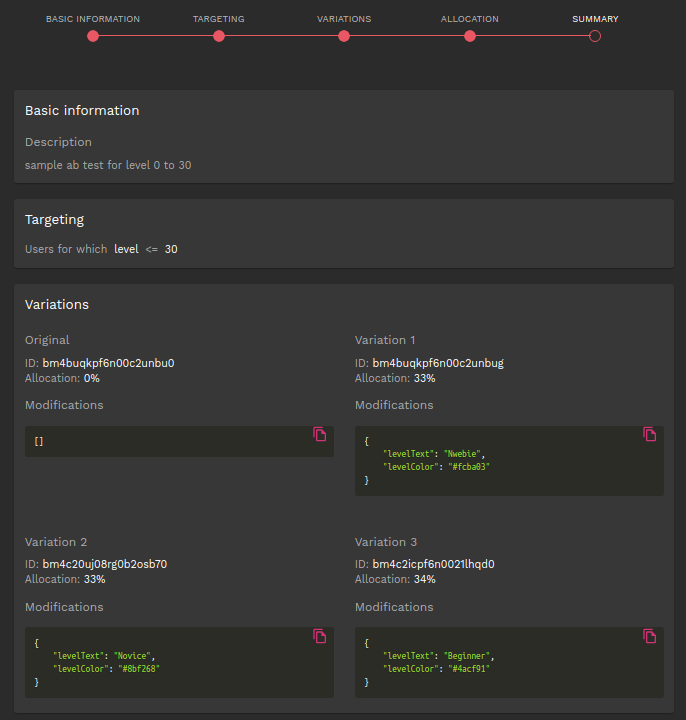 BASIC INFORMATION TARGETING VARIATIONS ALLOCATION SUMMARY
Basic information
Description
sample ab test for level 0 to 30
Targeting
Users for which level <= 30
Variations
Original
ID: bm4buqkpf6n00c2unbu0
Allocation: 0%
Modifications
[]
Variation 1
ID: bm4buqkpf6n00c2unbug
Allocation: 33%
Modifications
{
"levelText": "Nwebie",
"levelColor": "#fcba03"
}
Variation 2
ID: bm4c20uj08rg0b2osb70
Allocation: 33%
Modifications
{
"levelText": "Novice",
"levelColor": "#8bf268"
}
Variation 3
ID: bm4c2icpf6n0021lhqd0
Allocation: 34%
Modifications
{
"levelText": "Beginner",
"levelColor": "#4acf91"
}